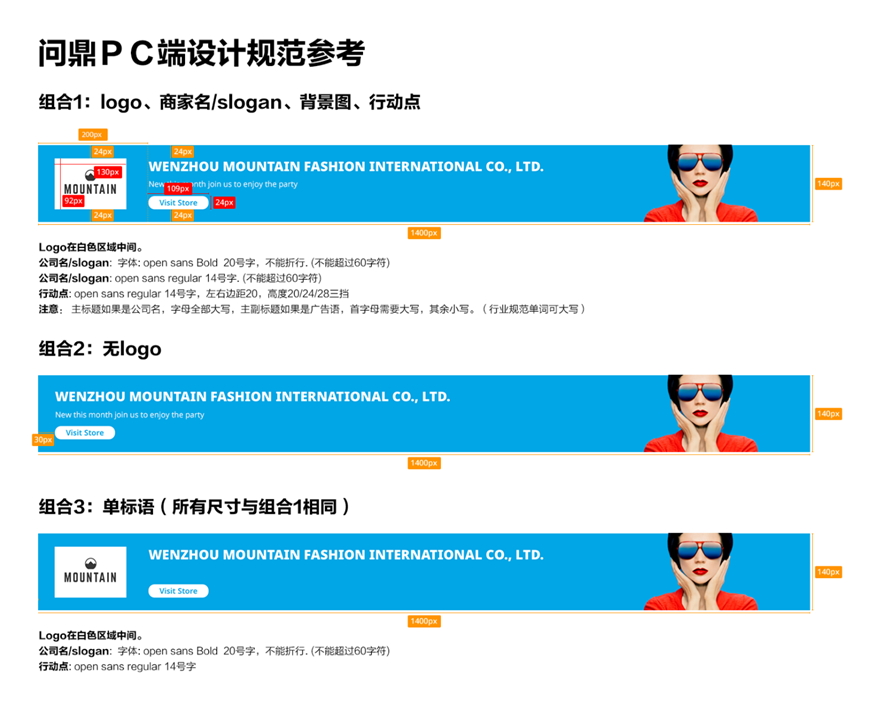 问鼎PC端设计规范参考
组合1：logo、商家名/slogan、背景图、行动点
200px
24px
24px
130px
WENZHOU MOUNTAIN FASHION INTERNATIONAL CO., LTD.
MOUNTAIN
New this month join us to enjoy the party
109px
92px
Visit Store
24px
24px
24px
140px
1400px
Logo在白色区域中间。
公司名/slogan: 字体: open sans Bold 20号字，不能折行. (不能超过60字符)
公司名/slogan: open sans regular 14号字. (不能超过60字符)
行动点: open sans regular 14号字，左右边距20，高度20/24/28三挡
注意： 主标题如果是公司名，字母全部大写，主副标题如果是广告语，首字母需要大写，其余小写。（行业规范单词可大写）
组合2：无logo
WENZHOU MOUNTAIN FASHION INTERNATIONAL CO., LTD.
New this month join us to enjoy the party
Visit Store
30px
140px
1400px
组合3：单标语（所有尺寸与组合1相同）
WENZHOU MOUNTAIN FASHION INTERNATIONAL CO., LTD.
MOUNTAIN
Visit Store
140px
1400px
Logo在白色区域中间。
公司名/slogan: 字体: open sans Bold 20号字，不能折行. (不能超过60字符)
行动点: open sans regular 14号字